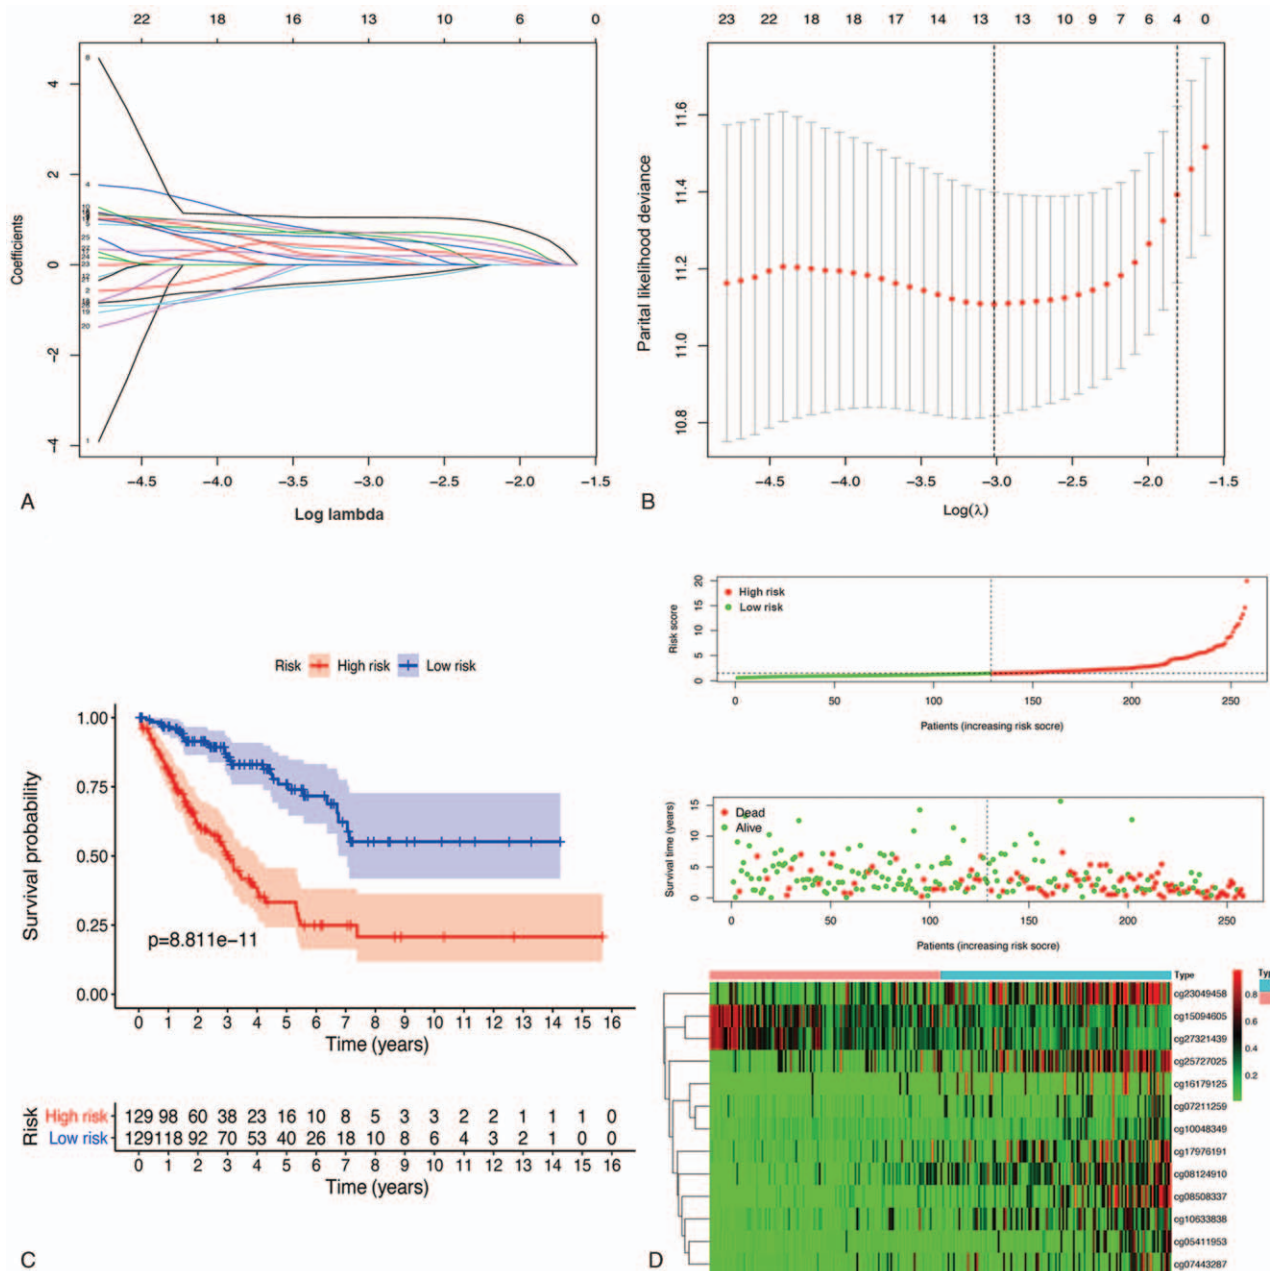 22 18 16 13 8 3 0
4
2
0
−2
−4
Coefficients
6
4
10
5
25
23
2
19
20
1
−4.5 −4.0 −3.5 −3.0 −2.5 −2.0 −1.5
Log lambda
A
23 22 18 18 17 14 13 13 10 9 7 6 4 0
11.6
11.4
11.2
11.0
10.8
Parital likelihood deviance
−4.5 −4.0 −3.5 −3.0 −2.5 −2.0 −1.5
Log(λ)
B
Risk High risk Low risk
1.00
0.75
0.50
0.25
0.00
Survival probability
p=8.811e−11
0 1 2 3 4 5 6 7 8 9 10 11 12 13 14 15 16
Time (years)
Risk
High risk 129 98 60 38 23 16 10 8 5 3 3 2 2 1 1 1 0
Low risk 129 118 92 70 53 40 26 18 10 8 6 4 3 2 1 0 0
0 1 2 3 4 5 6 7 8 9 10 11 12 13 14 15 16
Time (years)
C
20
15
10
5
0
Risk score
High risk
Low risk
0 50 100 150 200 250
Patients (increasing risk socre)
15
10
5
0
Survival time (years)
Dead
Alive
0 50 100 150 200 250
Patients (increasing risk socre)
Type
cg23049458
cg15094605
cg27321439
cg25727025
cg16179125
cg07211259
cg10048349
cg17976191
cg08124910
cg08508337
cg10633838
cg05411953
cg07443287
0.8
0.6
0.4
0.2
Ty
D